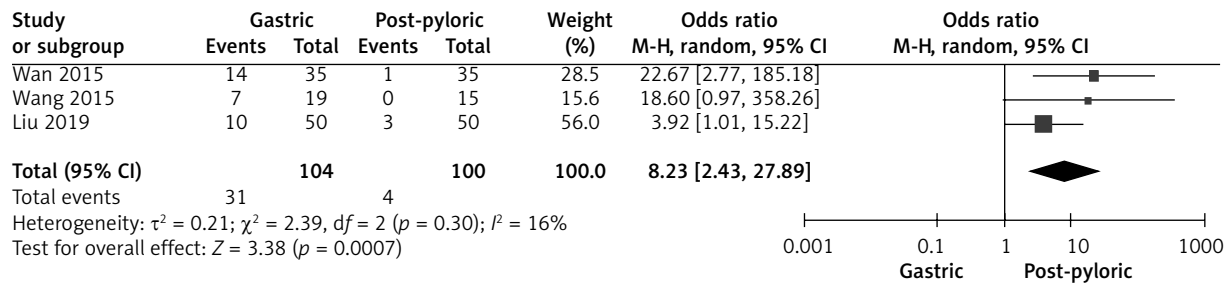 Study Gastric Post-pyloric Weight Odds ratio Odds ratio
or subgroup Events Total Events Total (%) M-H, random, 95% CI M-H, random, 95% CI
Wan 2015 14 35 1 35 28.5 22.67 [2.77, 185.18]
Wang 2015 7 19 0 15 15.6 18.60 [0.97, 358.26]
Liu 2019 10 50 3 50 56.0 3.92 [1.01, 15.22]
Total (95% CI) 104 100 100.0 8.23 [2.43, 27.89]
Total events 31 4
Heterogeneity: τ² = 0.21; χ² = 2.39, df = 2 (p = 0.30); I² = 16%
Test for overall effect: Z = 3.38 (p = 0.0007)
0.001 0.1 1 10 1000
Gastric Post-pyloric